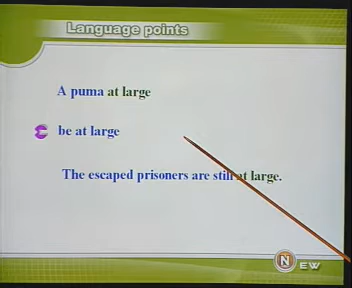 Language points
A puma at large
be at large
The escaped prisoners are still at large.
NEW